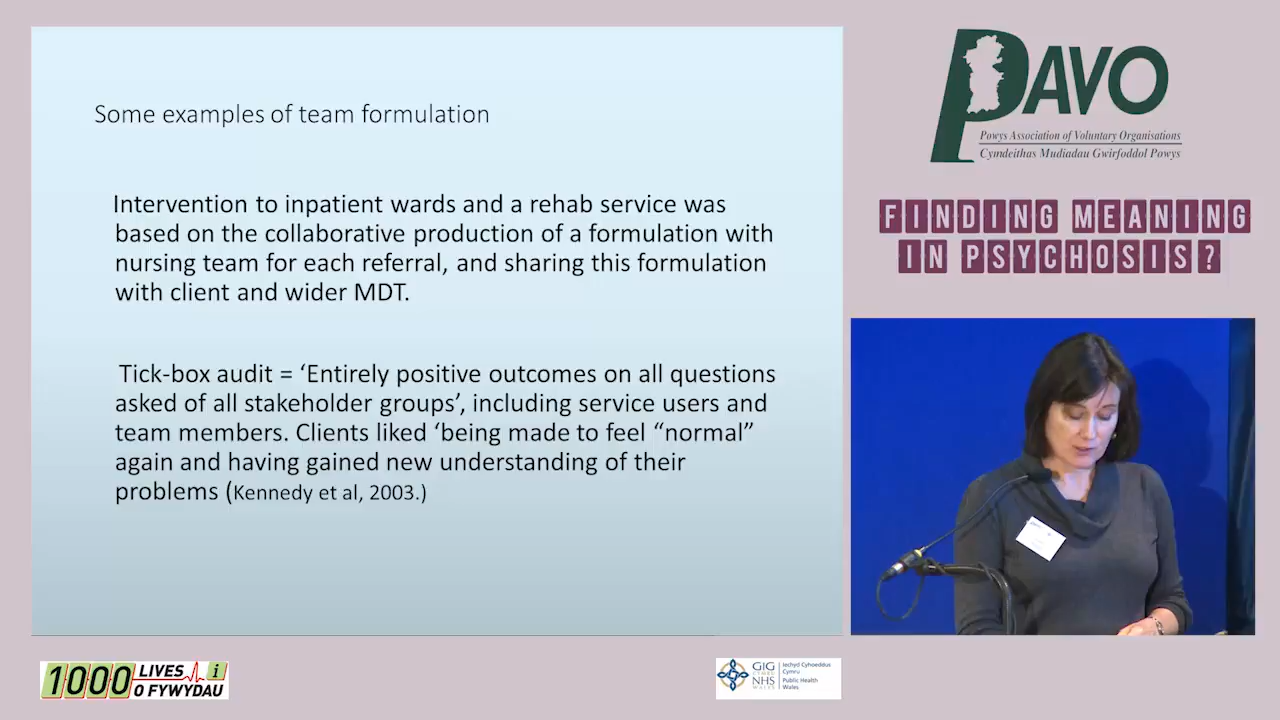 Some examples of team formulation
Intervention to inpatient wards and a rehab service was
based on the collaborative production of a formulation with
nursing team for each referral, and sharing this formulation
with client and wider MDT.
Tick-box audit = ‘Entirely positive outcomes on all questions
asked of all stakeholder groups’, including service users and
team members. Clients liked ‘being made to feel “normal”
again and having gained new understanding of their
problems (Kennedy et al, 2003.)
PAVO
Powys Association of Voluntary Organisations
Cymdeithas Mudiadau Gwirfoddol Powys
FINDING MEANING
IN PSYCHOSIS?
1000 LIVES i
O FYWYDAU
GIG
CYMRU
NHS
WALES
Iechyd Cyhoeddus
Cymru
Public Health
Wales